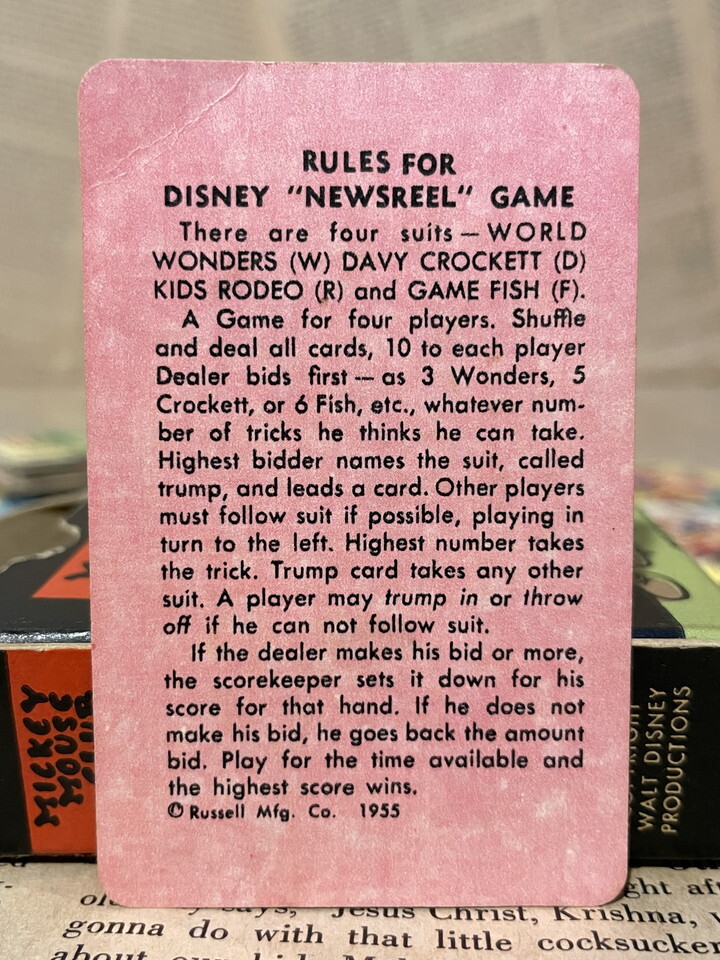 RULES FOR
DISNEY "NEWSREEL" GAME
There are four suits — WORLD
WONDERS (W) DAVY CROCKETT (D)
KIDS RODEO (R) and GAME FISH (F).
A Game for four players. Shuffle
and deal all cards, 10 to each player
Dealer bids first — as 3 Wonders, 5
Crockett, or 6 Fish, etc., whatever num-
ber of tricks he thinks he can take.
Highest bidder names the suit, called
trump, and leads a card. Other players
must follow suit if possible, playing in
turn to the left. Highest number takes
the trick. Trump card takes any other
suit. A player may trump in or throw
off if he can not follow suit.
If the dealer makes his bid or more,
the scorekeeper sets it down for his
score for that hand. If he does not
make his bid, he goes back the amount
bid. Play for the time available and
the highest score wins.
© Russell Mfg. Co. 1955
MICKEY
MOUSE
WALT DISNEY
PRODUCTIONS
says, "Jesus Christ, Krishna,
gonna do with that little cocksucker
about our